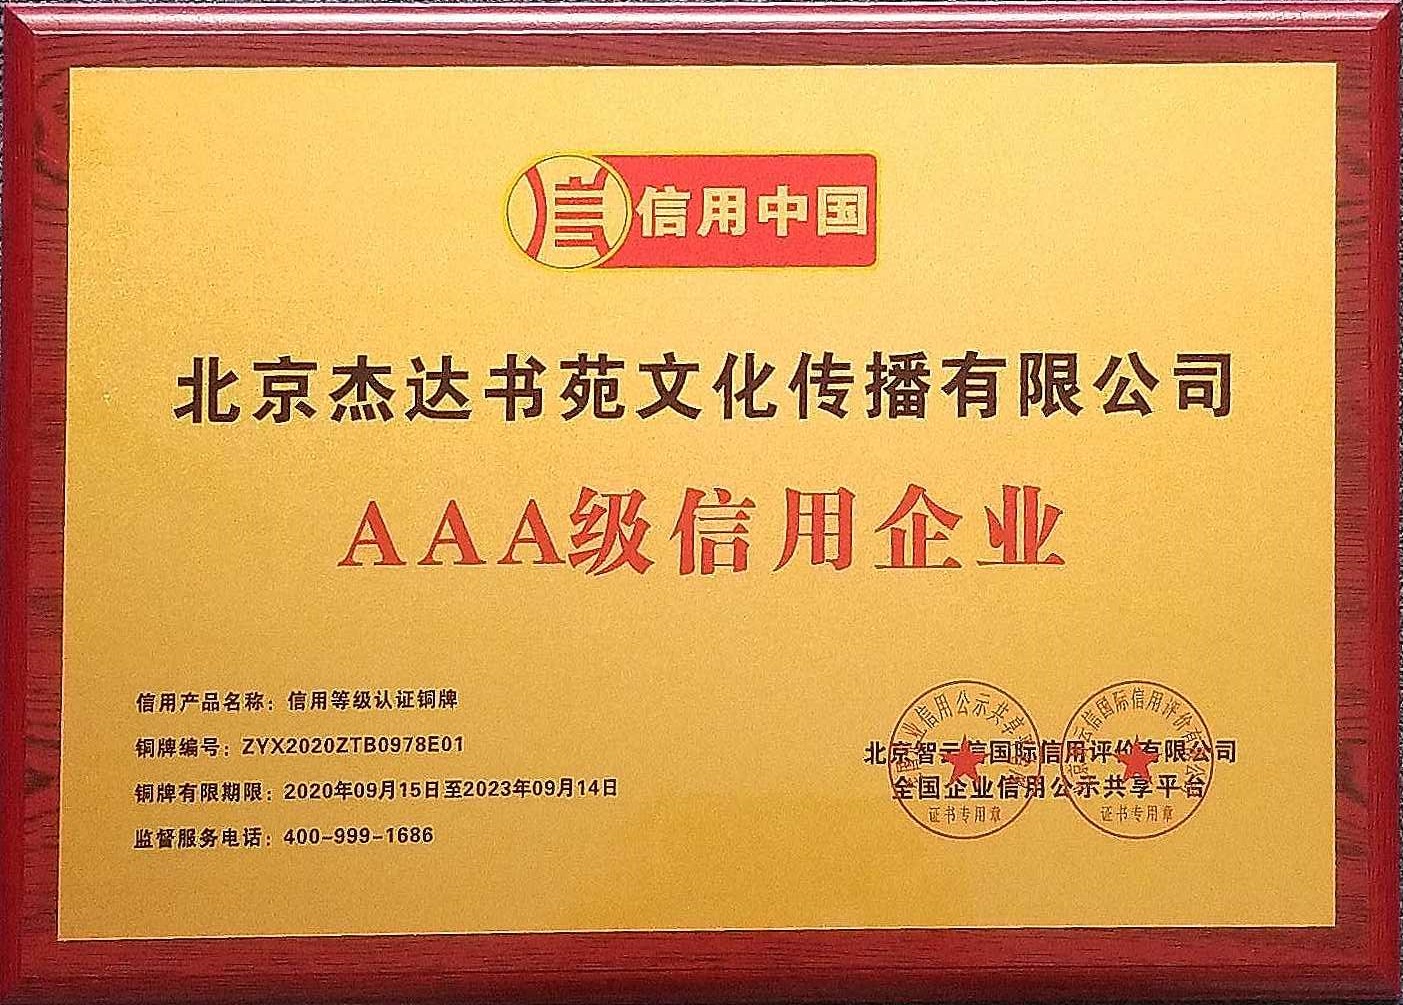 信用中国
北京杰达书苑文化传播有限公司
AAA级信用企业
信用产品名称：信用等级认证铜牌
铜牌编号：ZYX2020ZTB0978E01
铜牌有限期限：2020年09月15日至2023年09月14日
监督服务电话：400-999-1686
北京智云信国际信用评价有限公司
全国企业信用公示共享平台
证书专用章
证书专用章